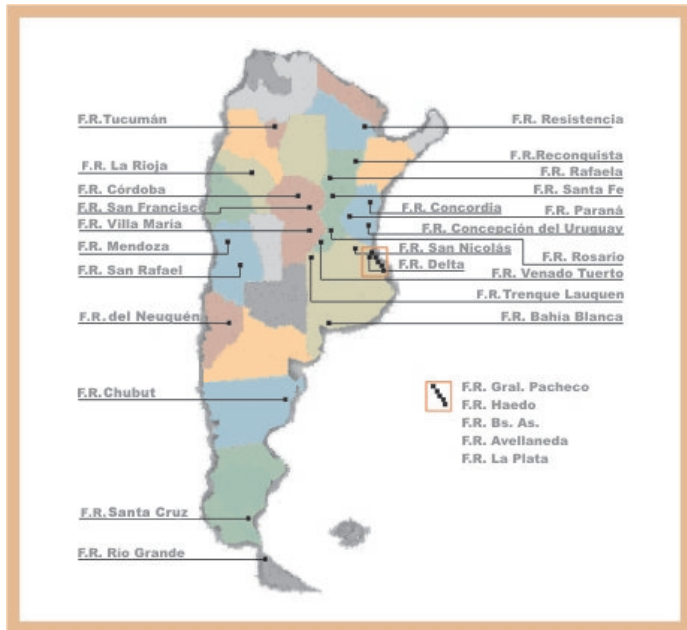 F.R.Tucumán
F.R. La Rioja
F.R. Córdoba
F.R. San Francisco
F.R. Villa María
F.R. Mendoza
F.R. San Rafael
F.R. del Neuquén
F.R.Chubut
F.R.Santa Cruz
F.R. Río Grande
F.R. Resistencia
F.R.Reconquista
F.R. Rafaela
F.R. Santa Fe
F.R. Concordia
F.R. Paraná
F.R. Concepción del Uruguay
F.R. San Nicolás
F.R. Rosario
F.R. Delta
F.R. Venado Tuerto
F.R.Trenque Lauquen
F.R. Bahía Blanca
F.R. Gral. Pacheco
F.R. Haedo
F.R. Bs. As.
F.R. Avellaneda
F.R. La Plata